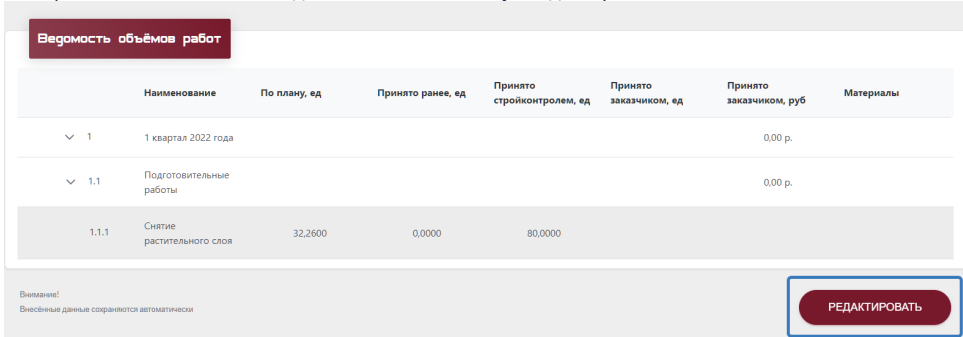 Ведомость объёмов работ
Наименование По плану, ед Принято ранее, ед Принято стройконтролем, ед Принято заказчиком, ед Принято заказчиком, руб Материалы
1 1 квартал 2022 года 0,00 р.
1.1 Подготовительные работы 0,00 р.
1.1.1 Снятие растительного слоя 32,2600 0,0000 80,0000
Внимание!
Внесённые данные сохраняются автоматически
РЕДАКТИРОВАТЬ